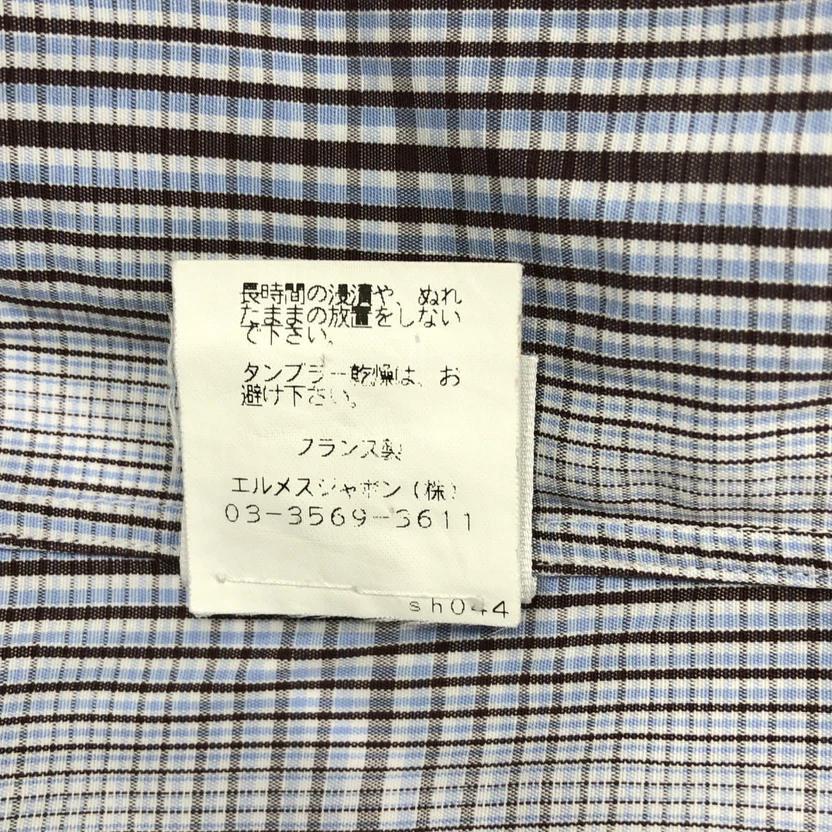 長時間の浸漬や、ぬれ
たままの放置をしない
で下さい。
タンブラー乾燥は、お
避け下さい。
フランス製
エルメスジャポン(株)
03-3569-3611
sh044